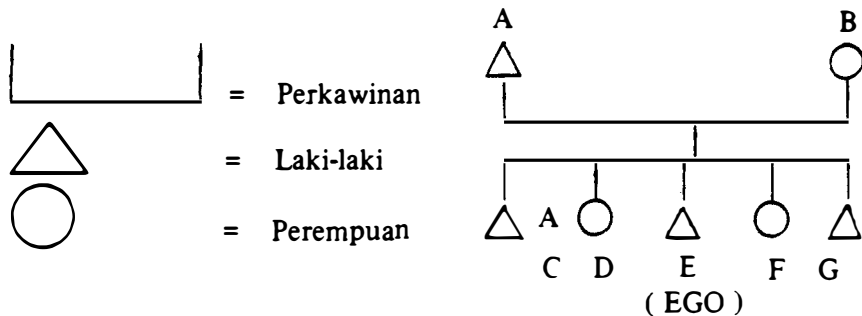 A B
= Perkawinan
= Laki-laki
= Perempuan
A
C D E F G
( EGO )